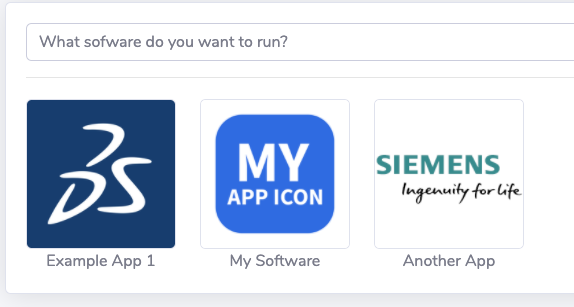 What sofware do you want to run?
3DS
MY
APP ICON
SIEMENS
Ingenuity for life
Example App 1
My Software
Another App